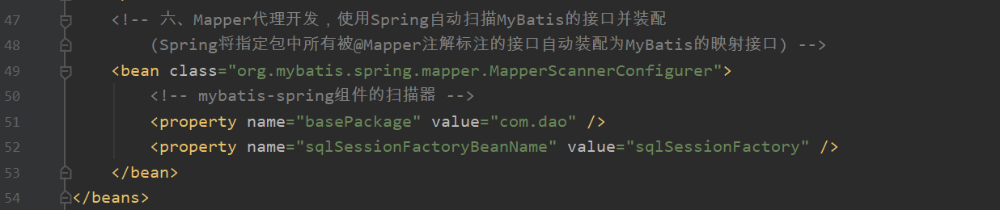 47 <!-- 六、Mapper代理开发，使用Spring自动扫描MyBatis的接口并装配
48 (Spring将指定包中所有被@Mapper注解标注的接口自动装配为MyBatis的映射接口) -->
49 <bean class="org.mybatis.spring.mapper.MapperScannerConfigurer">
50 <!-- mybatis-spring组件的扫描器 -->
51 <property name="basePackage" value="com.dao" />
52 <property name="sqlSessionFactoryBeanName" value="sqlSessionFactory" />
53 </bean>
54 </beans>